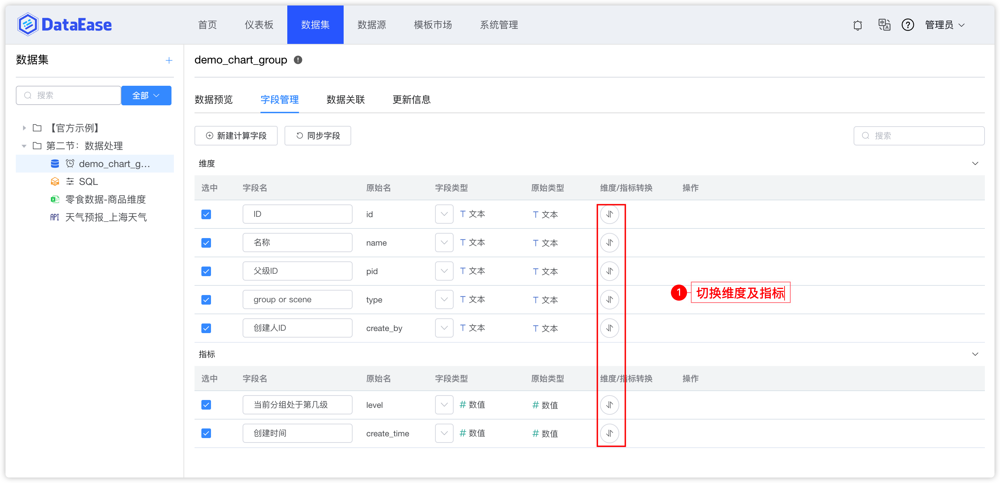 DataEase 首页 仪表板 数据集 数据源 模板市场 系统管理 管理员
数据集
搜索 全部
【官方示例】
第二节：数据处理
demo_chart_g...
SQL
零食数据-商品维度
API 天气预报_上海天气
demo_chart_group
数据预览 字段管理 数据关联 更新信息
新建计算字段 同步字段 搜索
维度
选中 字段名 原始名 字段类型 原始类型 维度/指标转换 操作
ID id T 文本 T 文本
名称 name T 文本 T 文本
父级ID pid T 文本 T 文本
group or scene type T 文本 T 文本
1 切换维度及指标
创建人ID create_by T 文本 T 文本
指标
选中 字段名 原始名 字段类型 原始类型 维度/指标转换 操作
当前分组处于第几级 level # 数值 # 数值
创建时间 create_time # 数值 # 数值